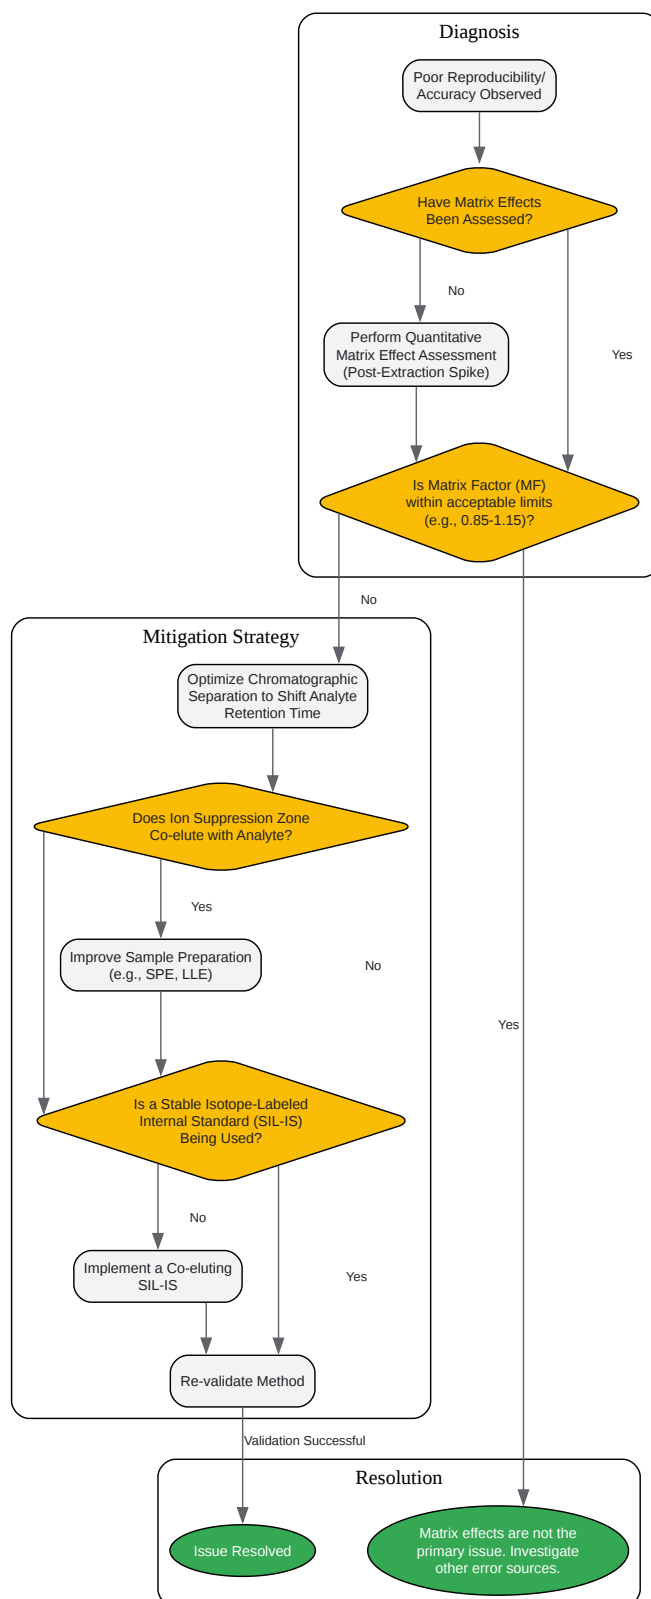 Diagnosis
Poor Reproducibility/
Accuracy Observed
Have Matrix Effects
Been Assessed?
No
Perform Quantitative
Matrix Effect Assessment
(Post-Extraction Spike)
Yes
Is Matrix Factor (MF)
within acceptable limits
(e.g., 0.85-1.15)?
No
Mitigation Strategy
Optimize Chromatographic
Separation to Shift Analyte
Retention Time
Does Ion Suppression Zone
Co-elute with Analyte?
Yes
Improve Sample Preparation
(e.g., SPE, LLE)
No
Yes
Is a Stable Isotope-Labeled
Internal Standard (SIL-IS)
Being Used?
No
Implement a Co-eluting
SIL-IS
Yes
Re-validate Method
Validation Successful
Resolution
Issue Resolved
Matrix effects are not the
primary issue. Investigate
other error sources.